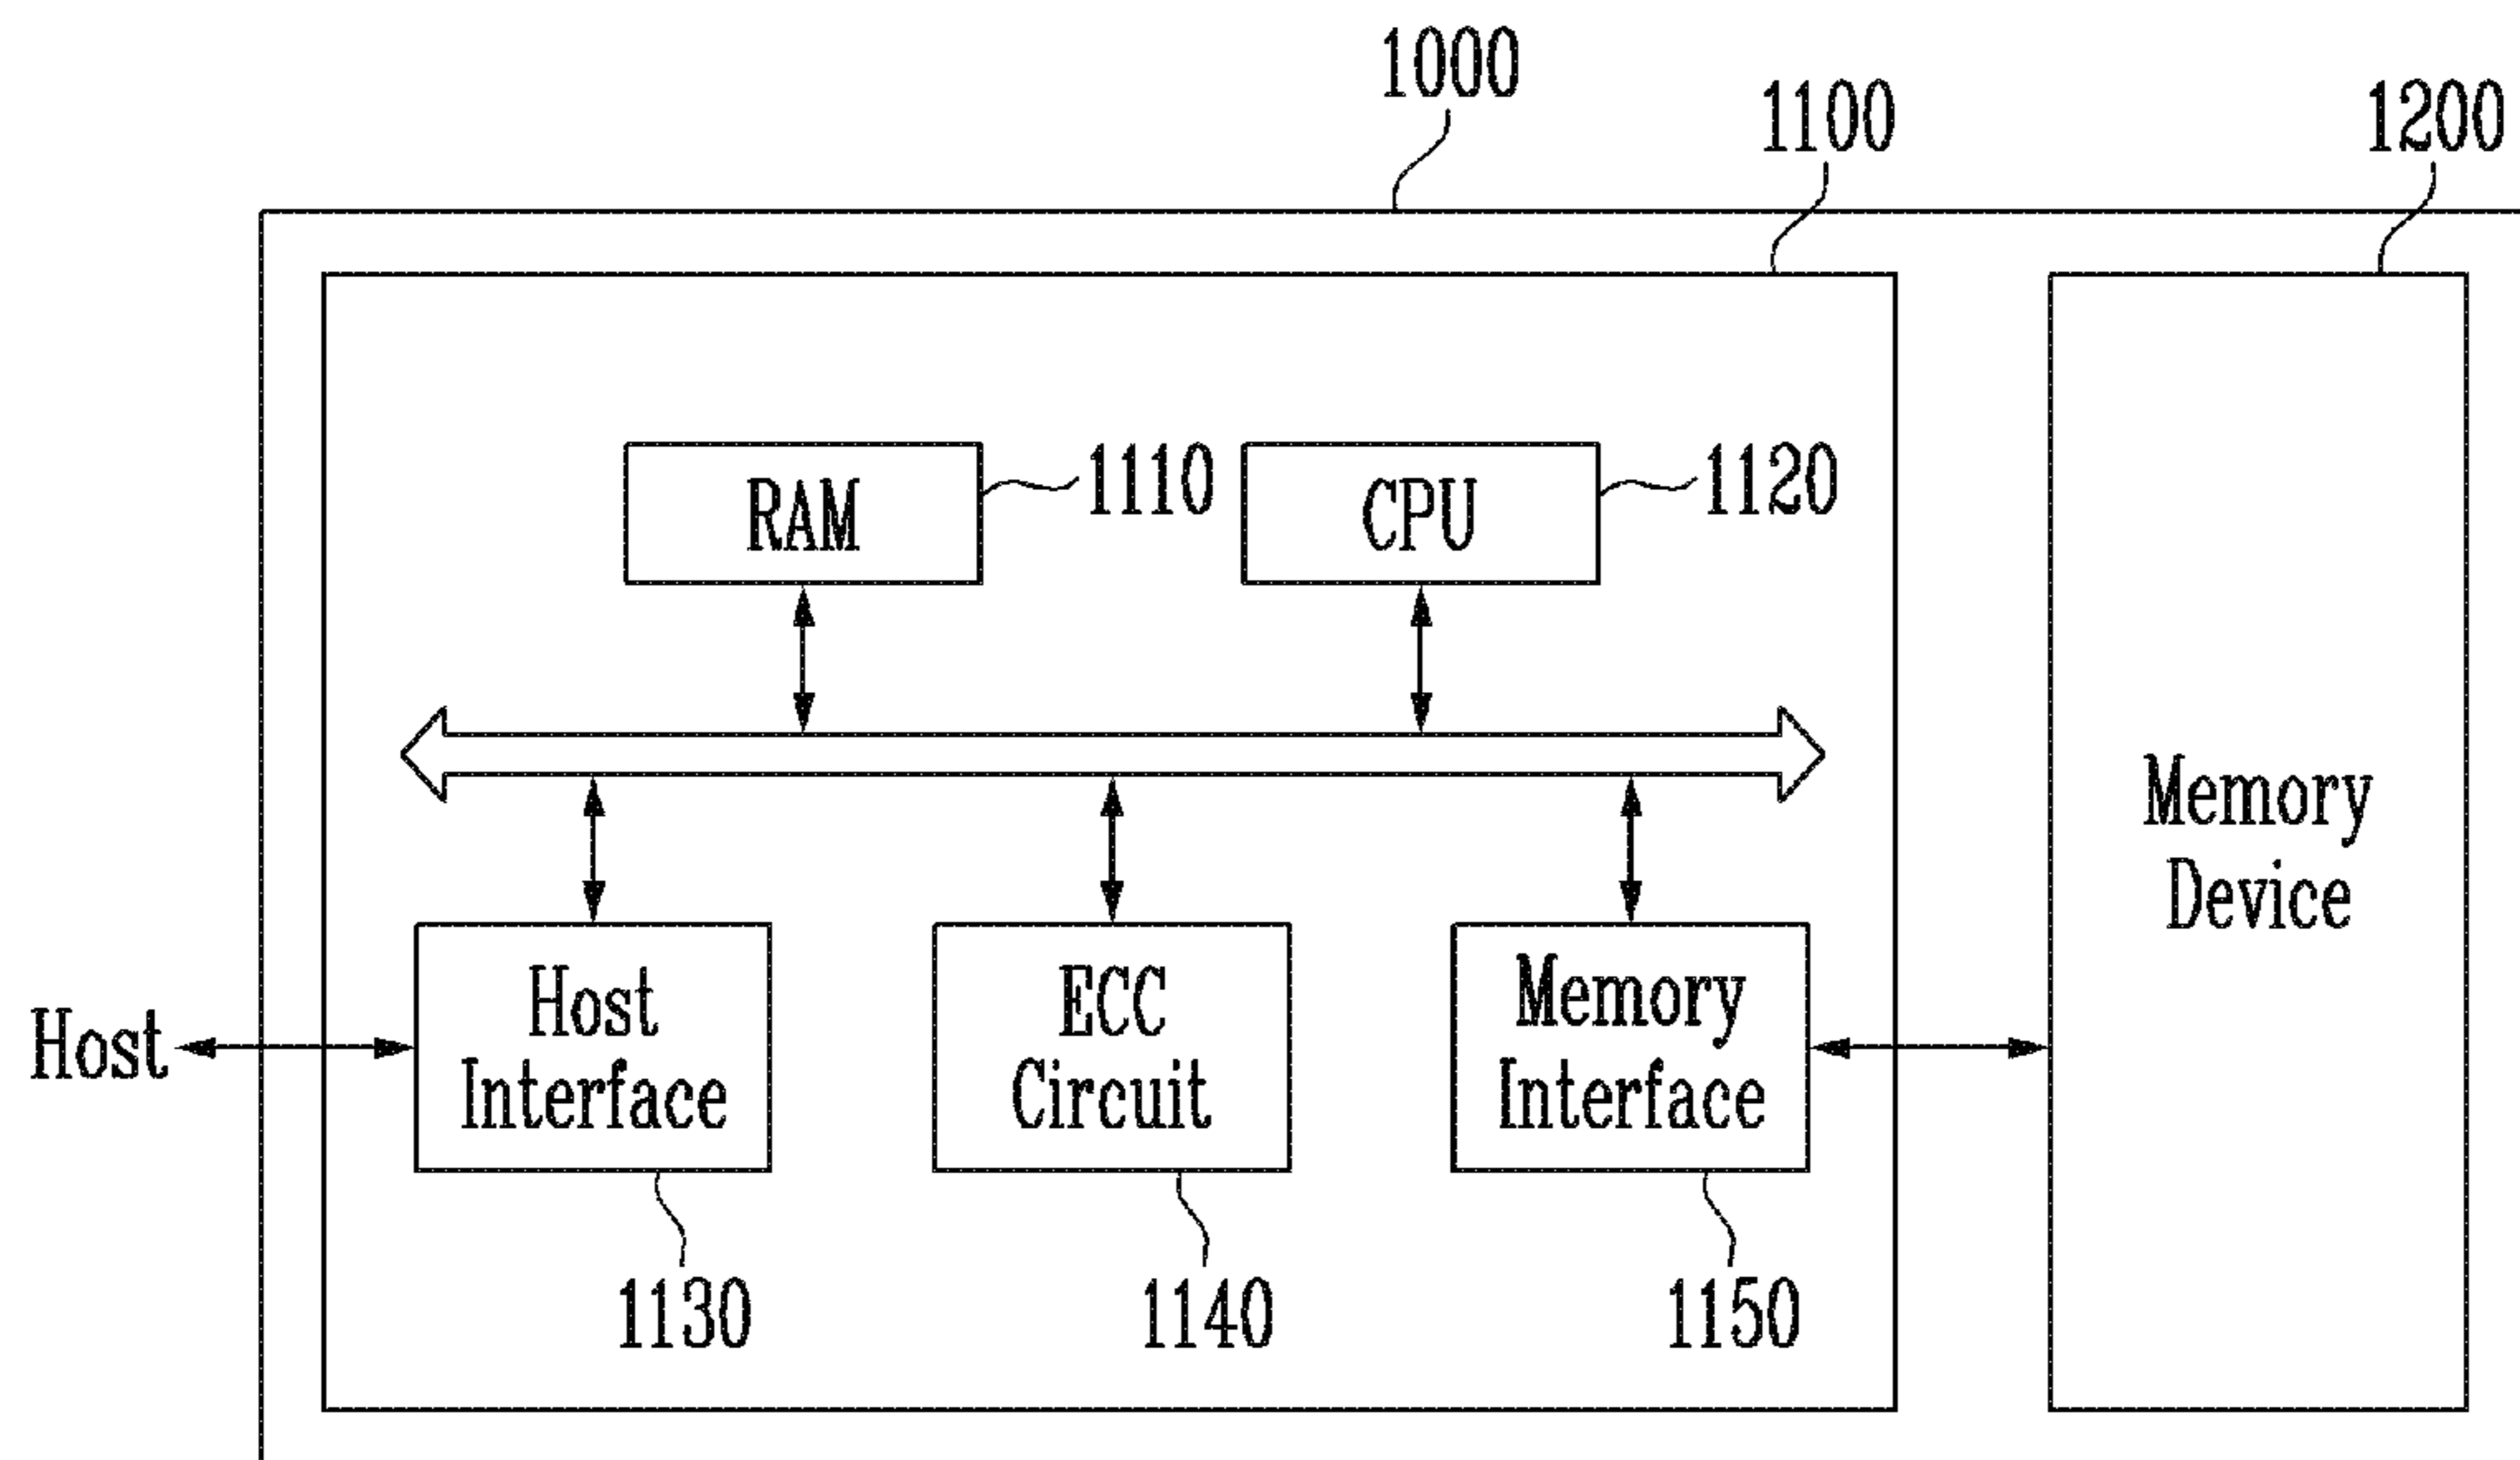 1000
1100
1200
RAM
1110
CPU
1120
Memory
Device
Host
Host
Interface
ECC
Circuit
Memory
Interface
1130
1140
1150